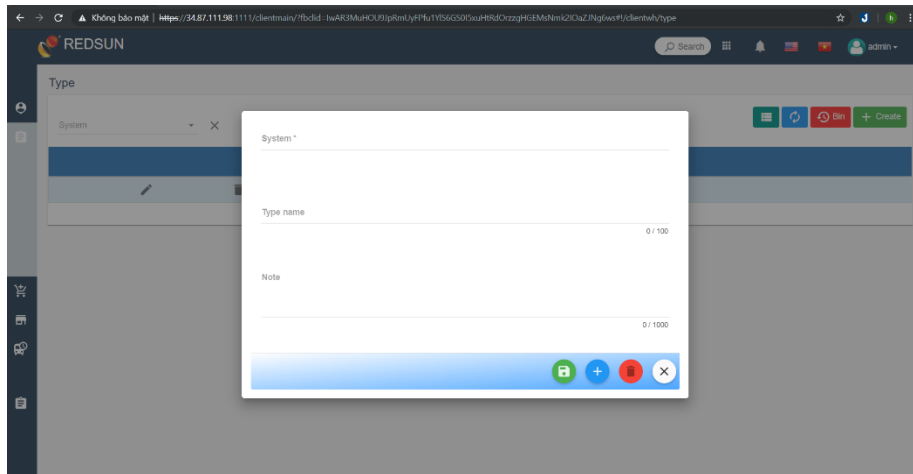 Không bảo mật | https://34.87.111.98:1111/clientmain/?fbclid=IwAR3MuHOU9JpRmUyFPfu1YlS6GS0I5xuHtRdOrzzgHGEMsNmk2IOaZJNg6ws#!/clientwh/type
REDSUN
Search
admin
Type
System
Bin
Create
System *
Type name
0 / 100
Note
0 / 1000